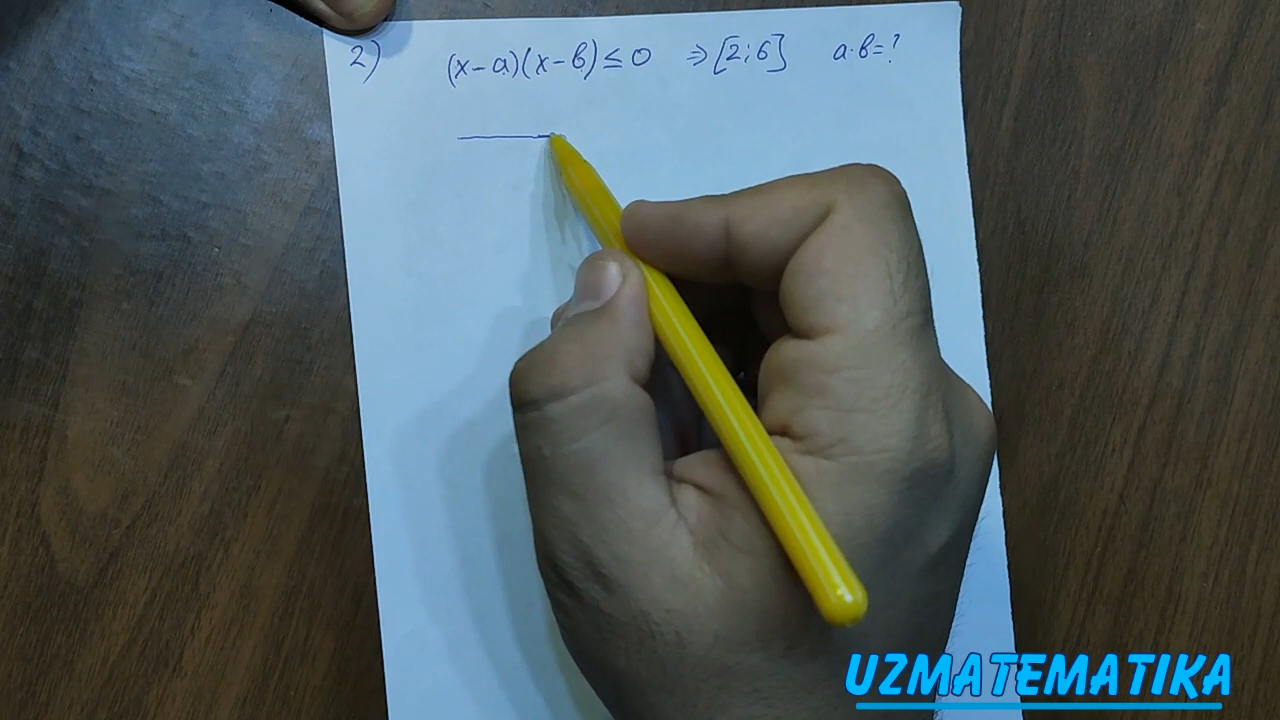 2) (x-a)(x-b)≤0 ⇒[2;6] a·b=?
UZMATEMATIKA